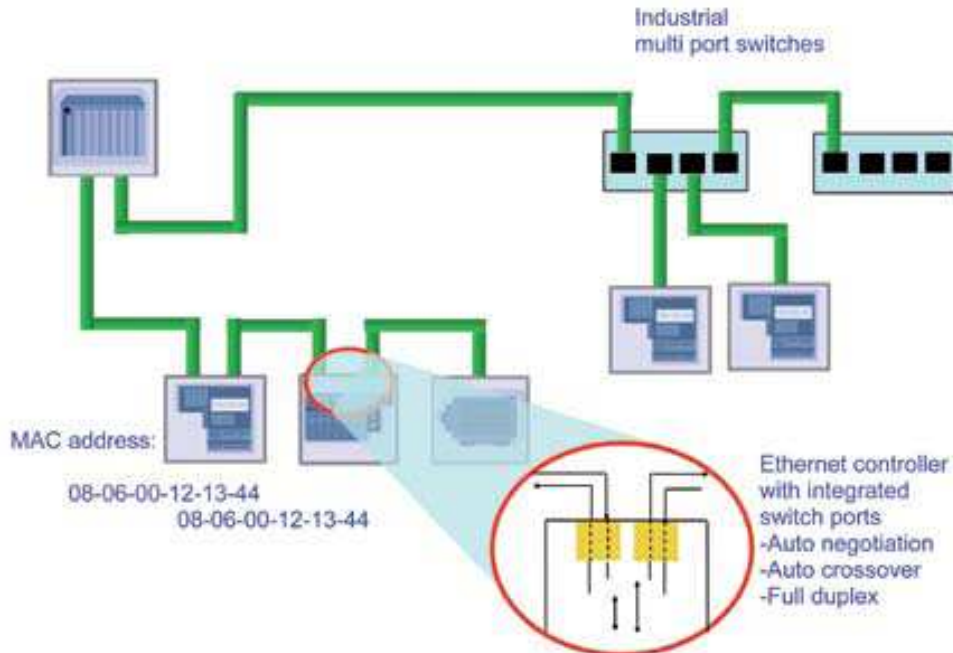 Industrial
multi port switches
MAC address:
08-06-00-12-13-44
08-06-00-12-13-44
Ethernet controller
with integrated
switch ports
-Auto negotiation
-Auto crossover
-Full duplex